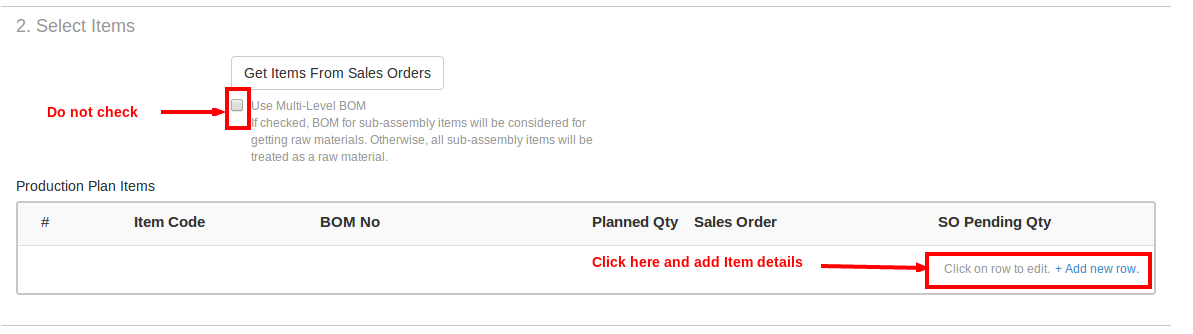 2. Select Items
Get Items From Sales Orders
Do not check
Use Multi-Level BOM
If checked, BOM for sub-assembly items will be considered for
getting raw materials. Otherwise, all sub-assembly items will be
treated as a raw material.
Production Plan Items
# Item Code BOM No Planned Qty Sales Order SO Pending Qty
Click here and add Item details Click on row to edit. + Add new row.